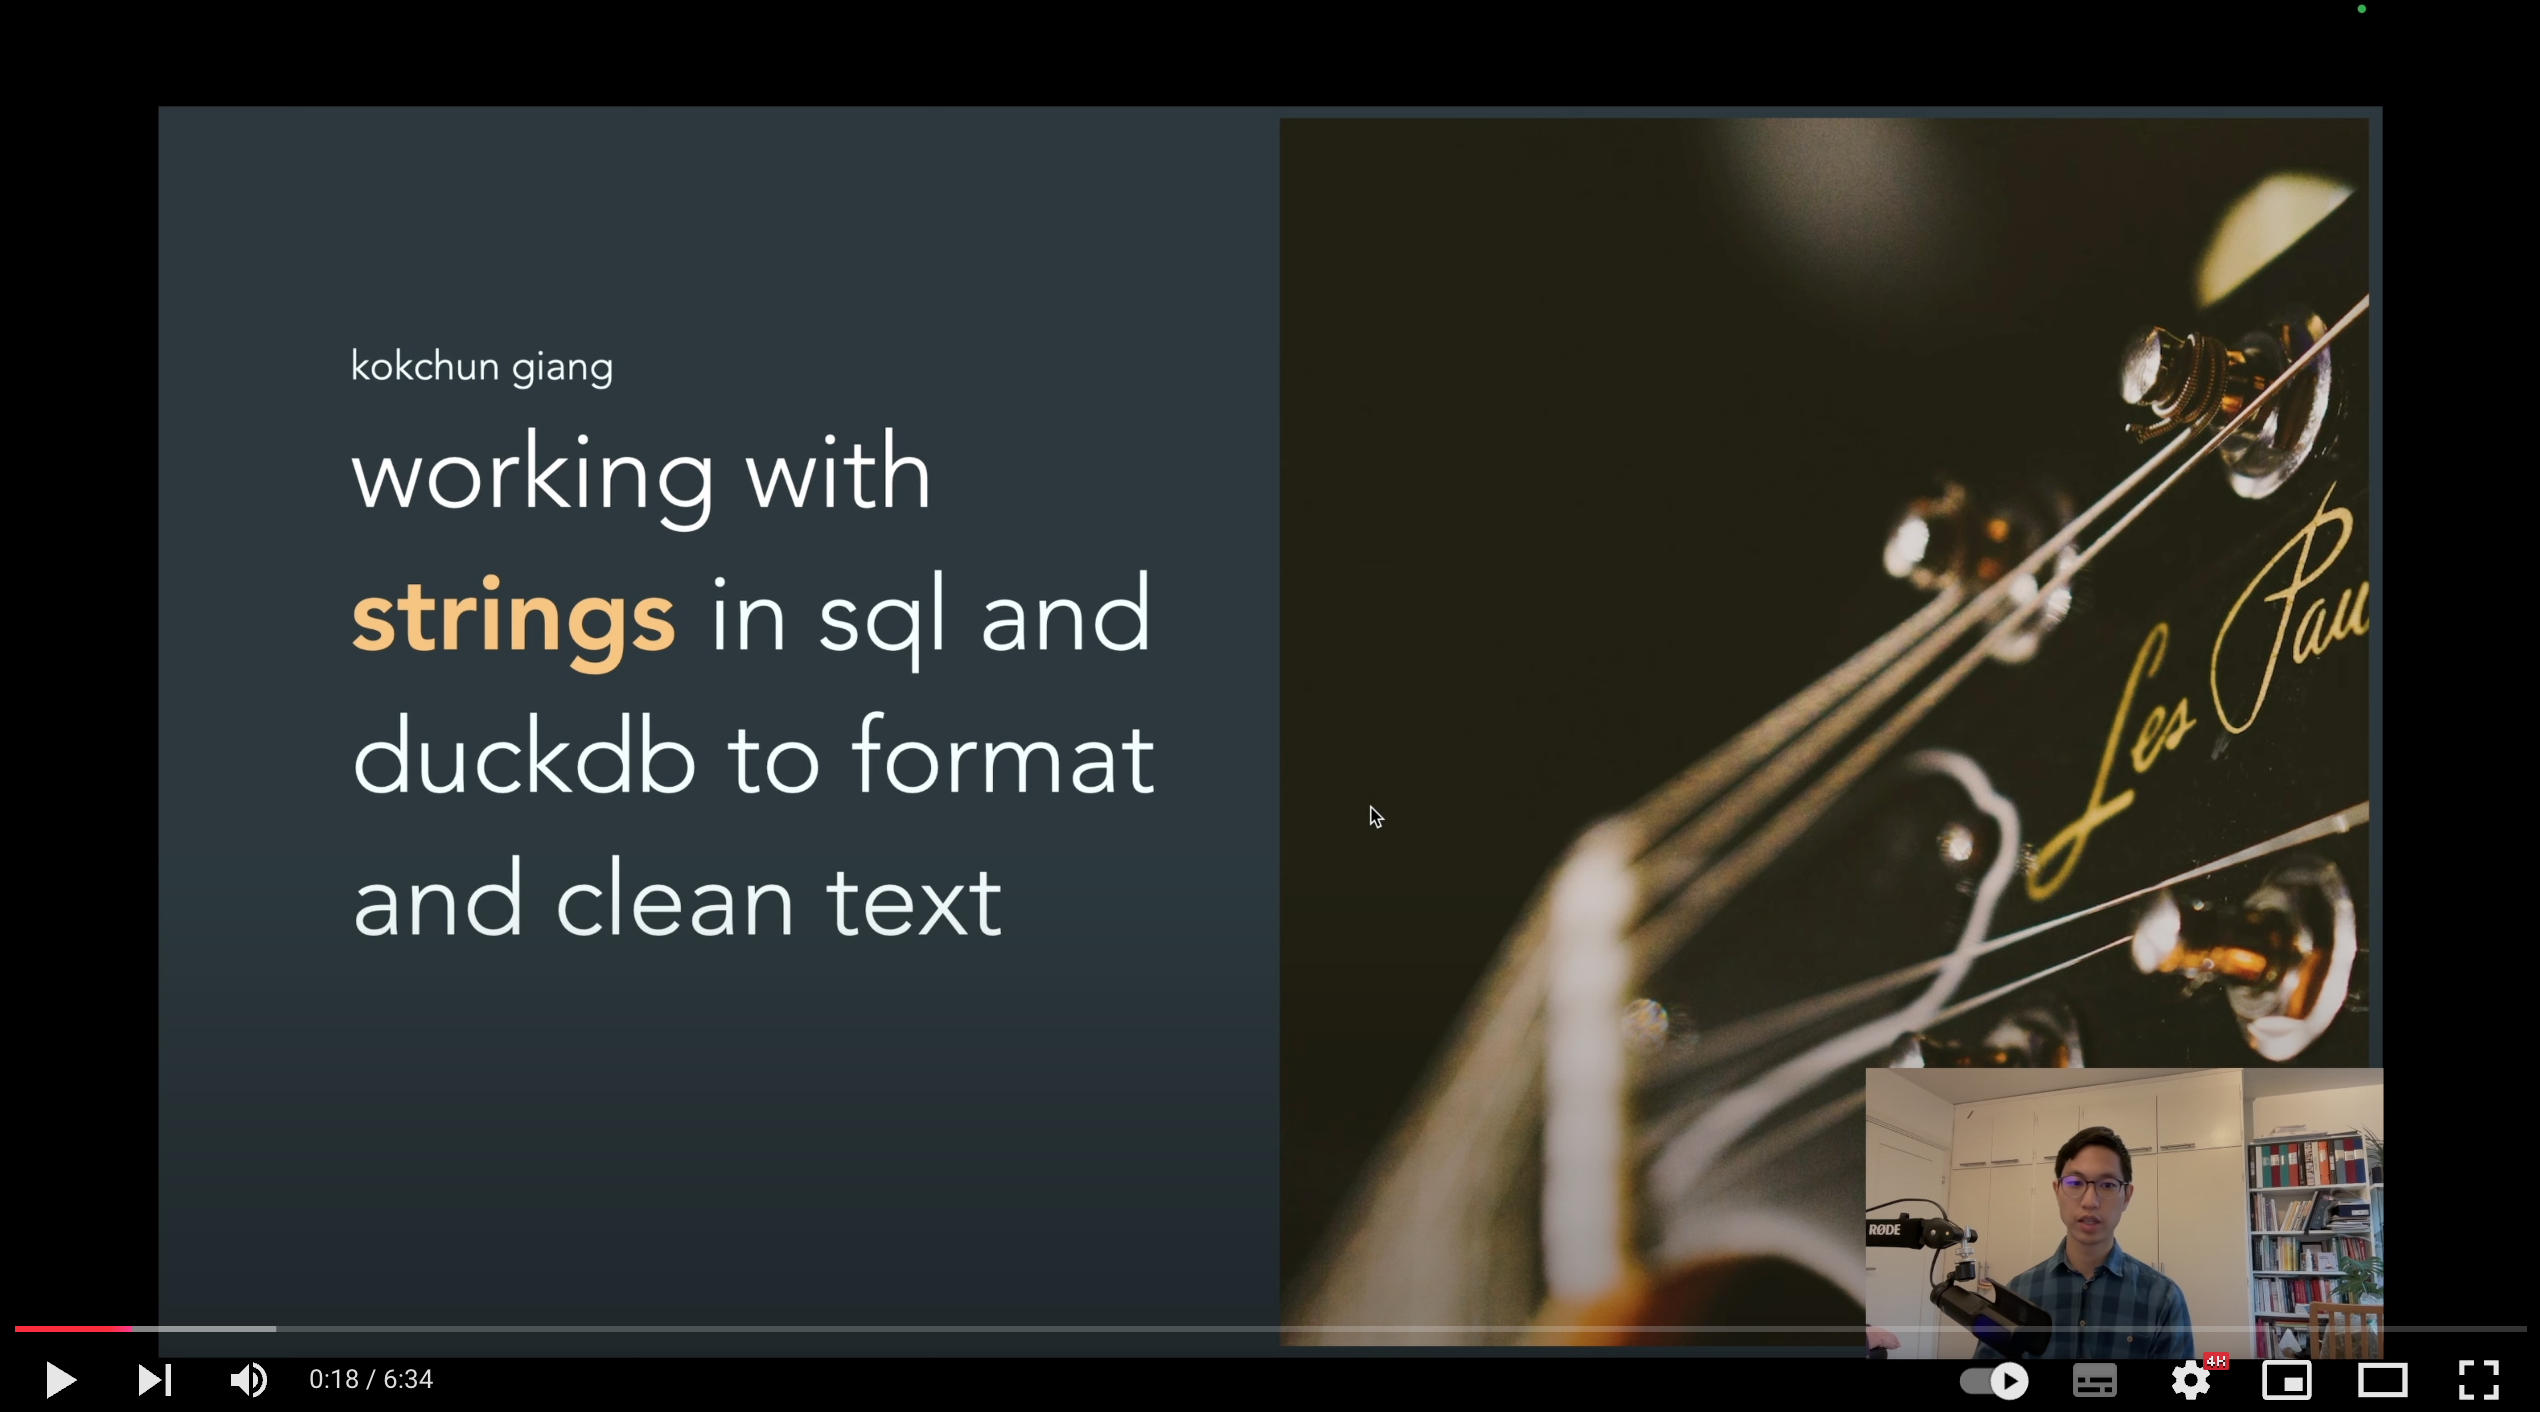 kokchun giang
working with
strings in sql and
duckdb to format
and clean text
Les Pau
RØDE
0:18 / 6:34
4K